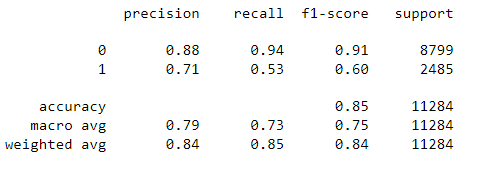 precision recall f1-score support
0 0.88 0.94 0.91 8799
1 0.71 0.53 0.60 2485
accuracy 0.85 11284
macro avg 0.79 0.73 0.75 11284
weighted avg 0.84 0.85 0.84 11284